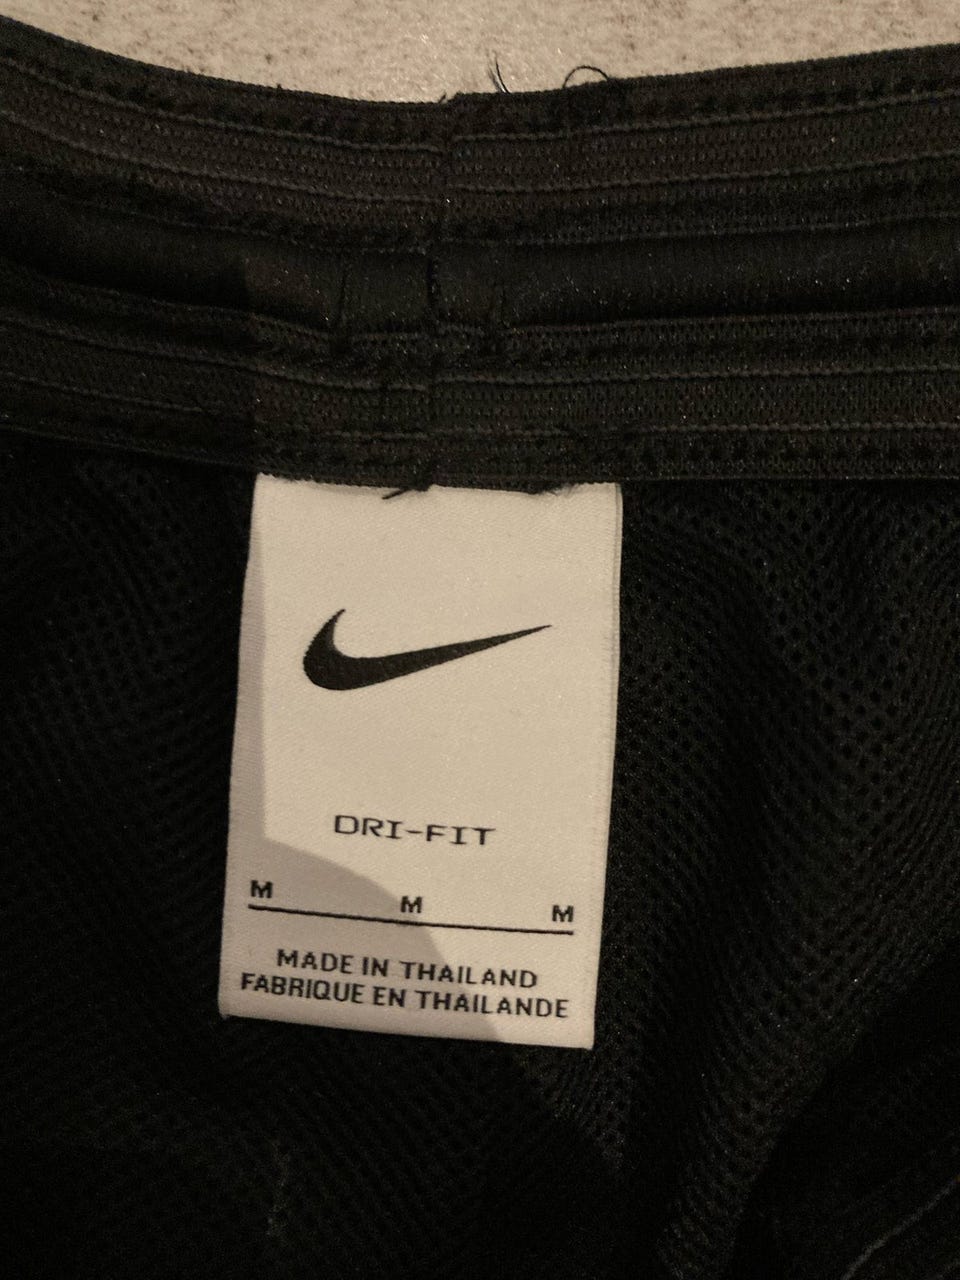 DRI-FIT
M M M
MADE IN THAILAND
FABRIQUE EN THAILANDE